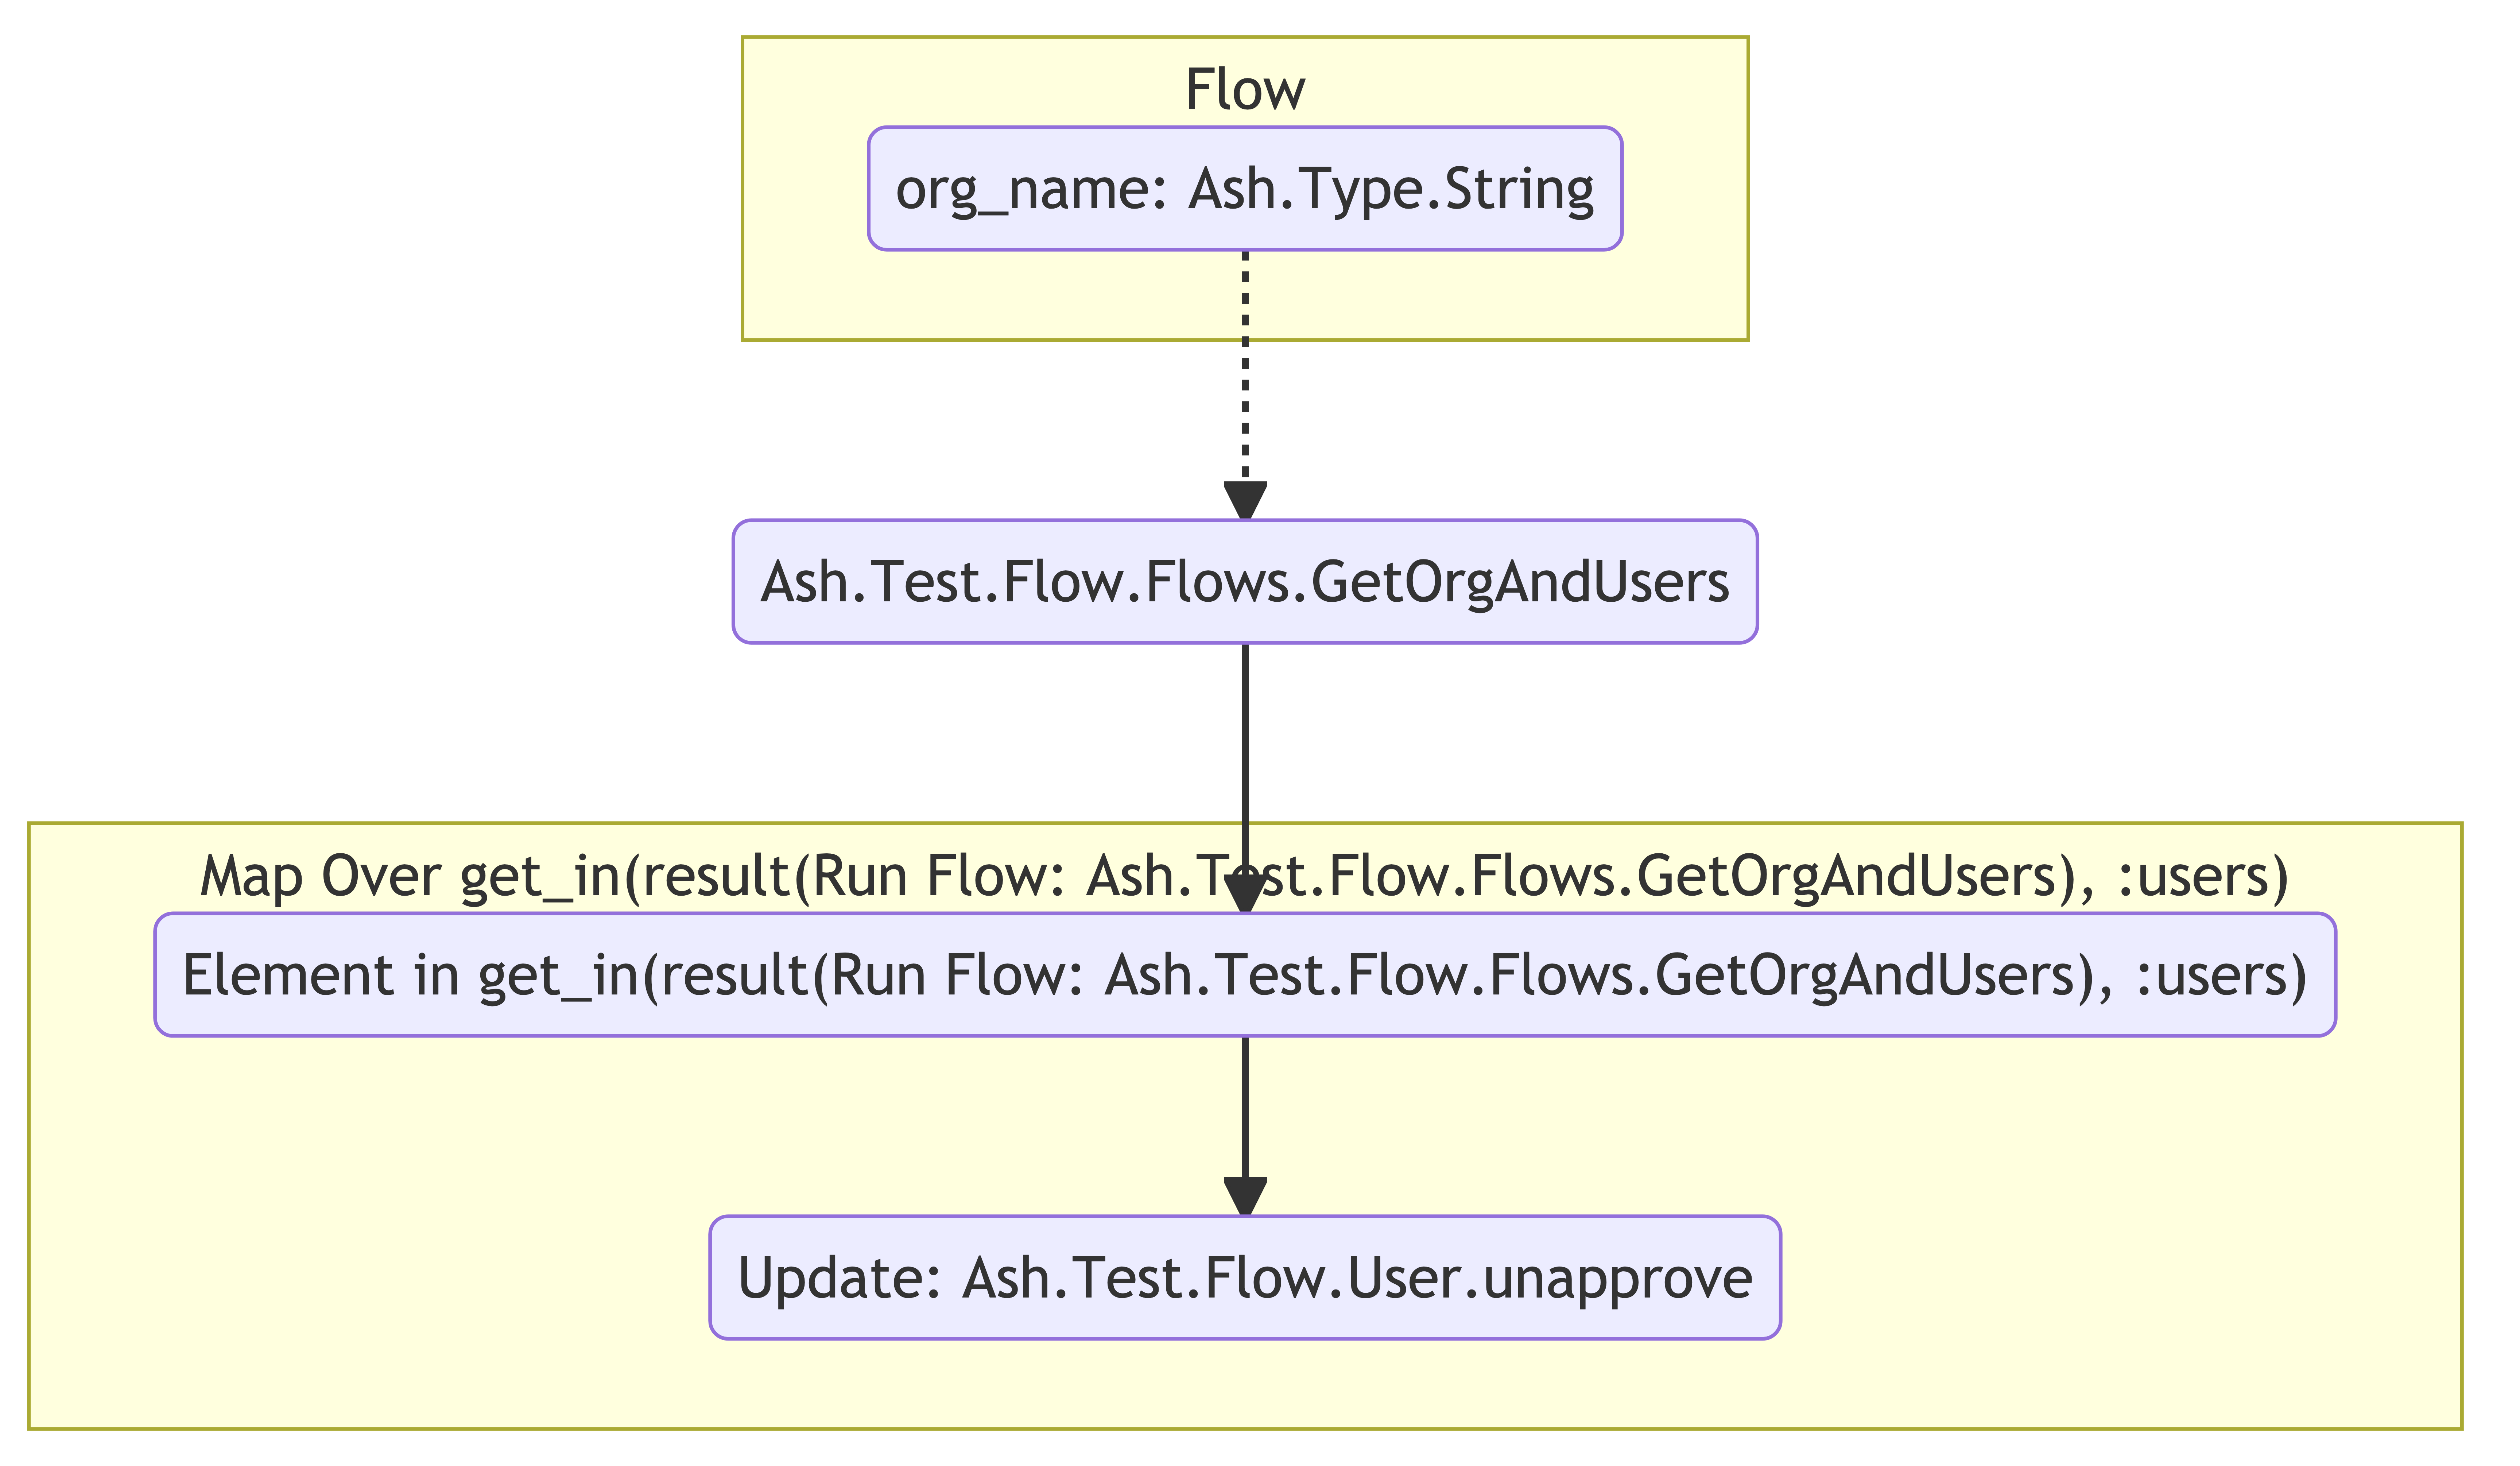 Flow
org_name: Ash.Type.String
Ash.Test.Flow.Flows.GetOrgAndUsers
Map Over get_in(result(Run Flow: Ash.Test.Flow.Flows.GetOrgAndUsers), :users)
Element in get_in(result(Run Flow: Ash.Test.Flow.Flows.GetOrgAndUsers), :users)
Update: Ash.Test.Flow.User.unapprove